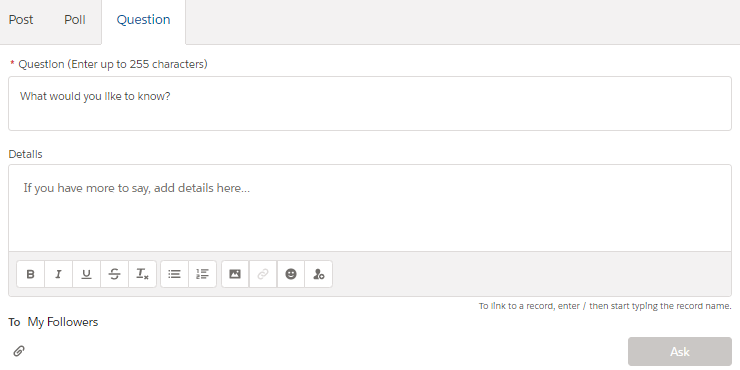 Post Poll Question
* Question (Enter up to 255 characters)
What would you like to know?
Details
If you have more to say, add details here...
B I U S Tx
To link to a record, enter / then start typing the record name.
To My Followers
Ask